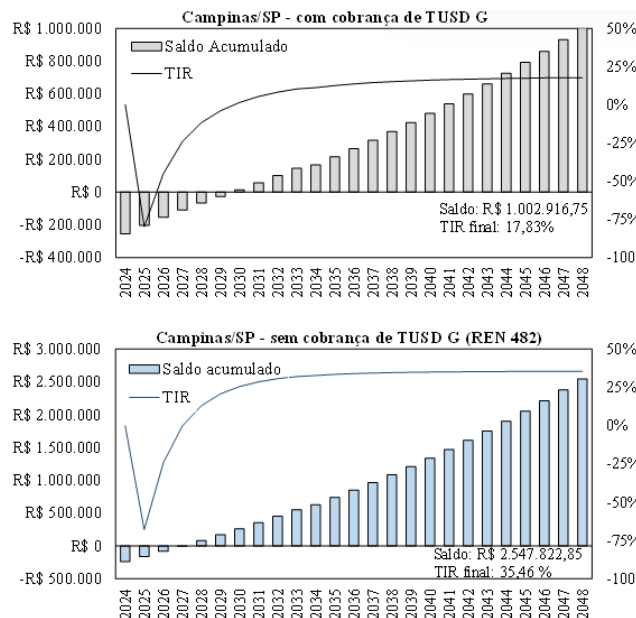 Campinas/SP - com cobrança de TUSD G
R$ 1.000.000
R$ 800.000
R$ 600.000
R$ 400.000
R$ 200.000
R$ 0
-R$ 200.000
-R$ 400.000
Saldo Acumulado
TIR
50%
25%
0%
-25%
-50%
-75%
-100
Saldo: R$ 1.002.916,75
TIR final: 17,83%
2024 2025 2026 2027 2028 2029 2030 2031 2032 2033 2034 2035 2036 2037 2038 2039 2040 2041 2042 2043 2044 2045 2046 2047 2048
Campinas/SP - sem cobrança de TUSD G (REN 482)
R$ 3.000.000
R$ 2.500.000
R$ 2.000.000
R$ 1.500.000
R$ 1.000.000
R$ 500.000
R$ 0
-R$ 500.000
Saldo acumulado
TIR
50%
25%
0%
-25%
-50%
-75%
-100
Saldo: R$ 2.547.822,85
TIR final: 35,46 %
2024 2025 2026 2027 2028 2029 2030 2031 2032 2033 2034 2035 2036 2037 2038 2039 2040 2041 2042 2043 2044 2045 2046 2047 2048